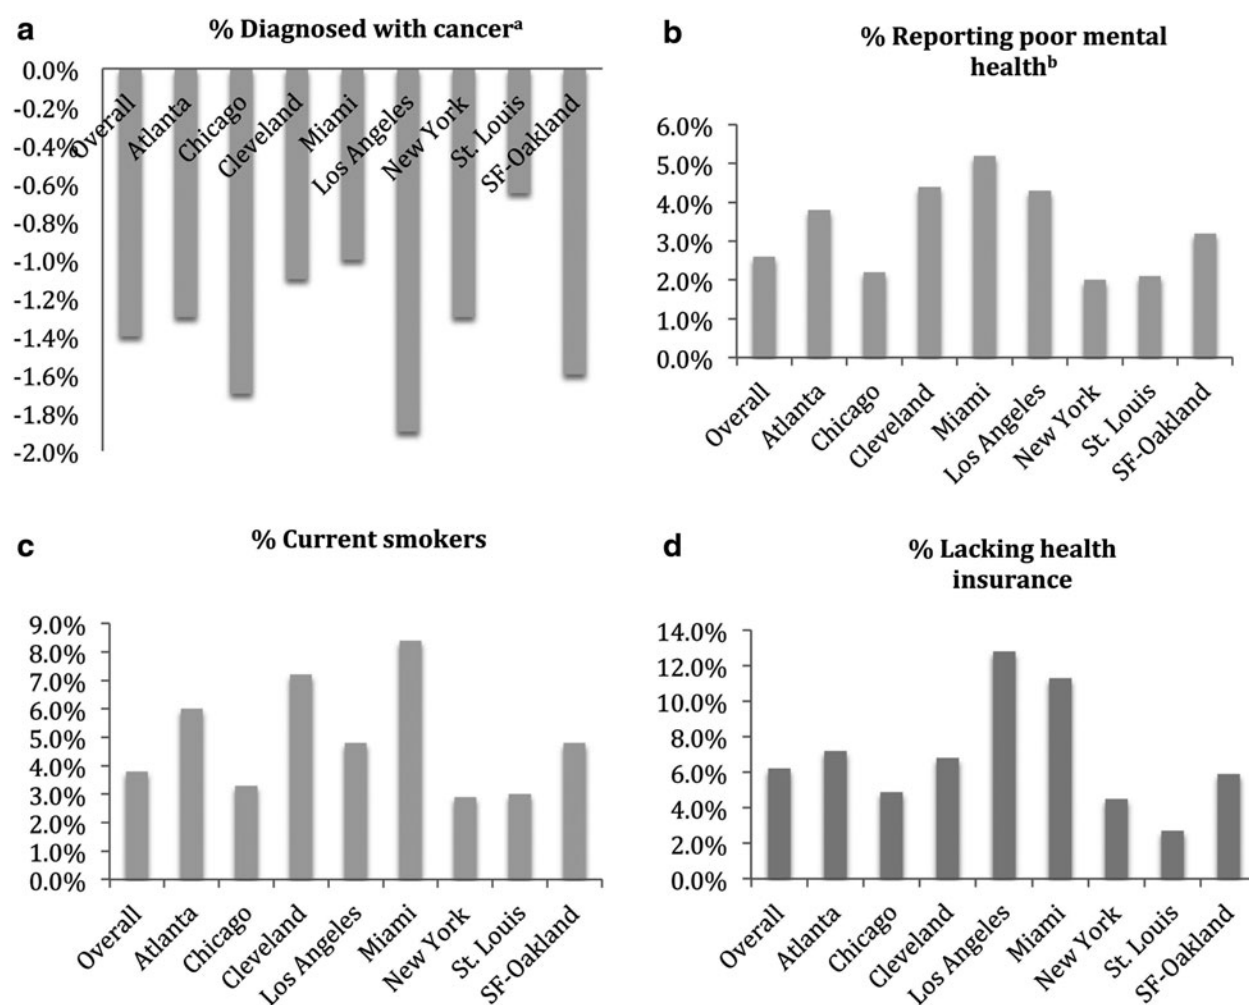 a
% Diagnosed with cancerᵃ
0.0%
-0.2%
-0.4%
-0.6%
-0.8%
-1.0%
-1.2%
-1.4%
-1.6%
-1.8%
-2.0%
Overall
Atlanta
Chicago
Cleveland
Miami
Los Angeles
New York
St. Louis
SF-Oakland
b
% Reporting poor mental
healthᵇ
6.0%
5.0%
4.0%
3.0%
2.0%
1.0%
0.0%
Overall
Atlanta
Chicago
Cleveland
Miami
Los Angeles
New York
St. Louis
SF-Oakland
c
% Current smokers
9.0%
8.0%
7.0%
6.0%
5.0%
4.0%
3.0%
2.0%
1.0%
0.0%
Overall
Atlanta
Chicago
Cleveland
Los Angeles
Miami
New York
St. Louis
SF-Oakland
d
% Lacking health
insurance
14.0%
12.0%
10.0%
8.0%
6.0%
4.0%
2.0%
0.0%
Overall
Atlanta
Chicago
Cleveland
Los Angeles
Miami
New York
St. Louis
SF-Oakland